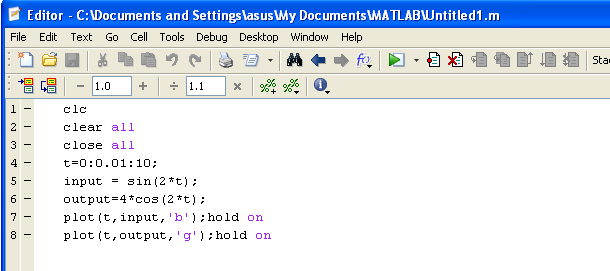 Editor - C:\Documents and Settings\asus\My Documents\MATLAB\Untitled1.m
File Edit Text Go Cell Tools Debug Desktop Window Help
fx
- 1.0 + ÷ 1.1 ×
1 - clc
2 - clear all
3 - close all
4 - t=0:0.01:10;
5 - input = sin(2*t);
6 - output=4*cos(2*t);
7 - plot(t,input,'b');hold on
8 - plot(t,output,'g');hold on